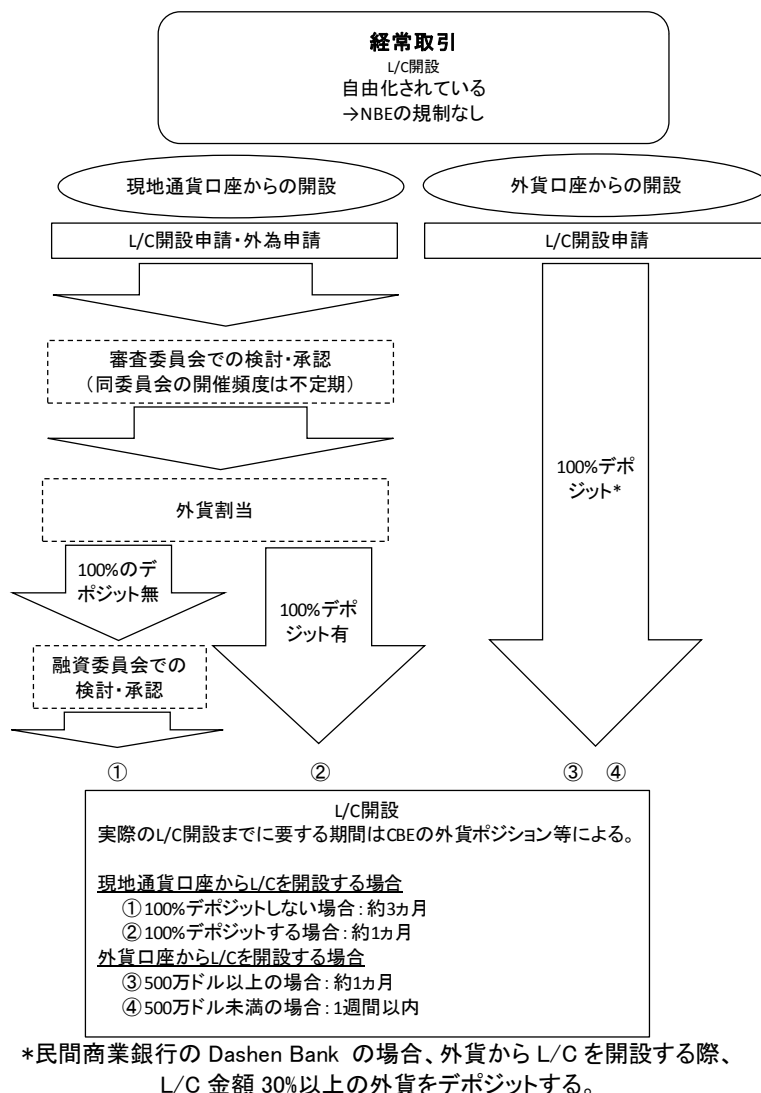 経常取引
L/C開設
自由化されている
→NBEの規制なし
現地通貨口座からの開設
外貨口座からの開設
L/C開設申請・外為申請
L/C開設申請
審査委員会での検討・承認
（同委員会の開催頻度は不定期）
外貨割当
100%デポ
ジット*
100%のデ
ポジット無
100%デポ
ジット有
融資委員会での
検討・承認
①
②
③ ④
L/C開設
実際のL/C開設までに要する期間はCBEの外貨ポジション等による。
現地通貨口座からL/Cを開設する場合
①100%デポジットしない場合：約3ヵ月
②100%デポジットする場合：約1ヵ月
外貨口座からL/Cを開設する場合
③500万ドル以上の場合：約1ヵ月
④500万ドル未満の場合：1週間以内
*民間商業銀行の Dashen Bank の場合、外貨から L/C を開設する際、
L/C 金額 30%以上の外貨をデポジットする。